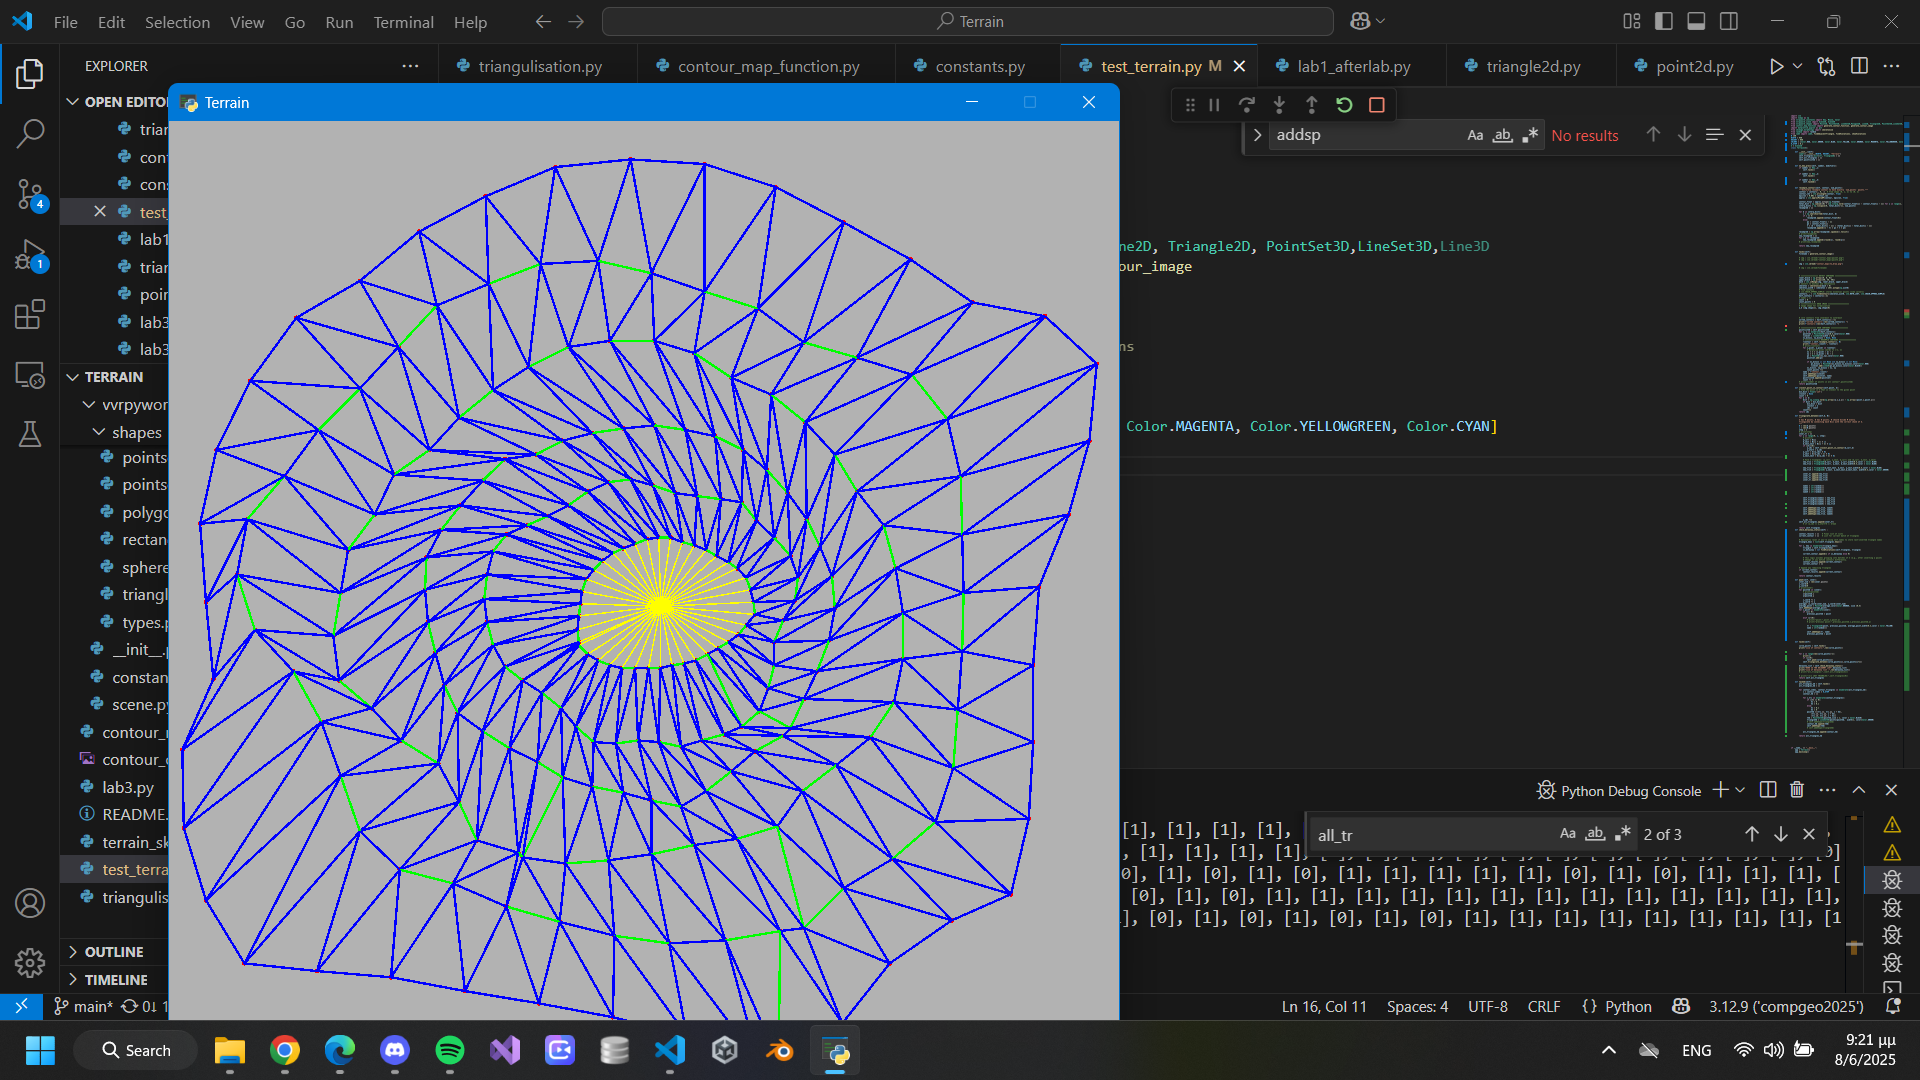 File Edit Selection View Go Run Terminal Help
Terrain
EXPLORER
triangulisation.py
contour_map_function.py
constants.py
test_terrain.py M
lab1_afterlab.py
triangle2d.py
point2d.py
OPEN EDITO
Terrain
addsp
Aa ab .* No results
trian
cont
cons
test_
lab1
trian
poin
lab3
lab3
ne2D, Triangle2D, PointSet3D,LineSet3D,Line3D
our_image
ns
Color.MAGENTA, Color.YELLOWGREEN, Color.CYAN]
TERRAIN
vvrpywor
shapes
points
points
polygo
rectan
sphere
triangl
types.p
__init__.p
constan
scene.py
contour_
contour_
lab3.py
README.
terrain_sk
test_terra
triangulis
OUTLINE
TIMELINE
4
1
Python Debug Console
all_tr
Aa ab .* 2 of 3
[1], [1], [1], [1],
, [1], [1], [1], [1],
0], [1], [0], [1], [0], [1], [1], [1], [1], [1], [0], [1], [0], [1], [1], [1], [
[0], [1], [0], [1], [1], [1], [1], [1], [1], [1], [1], [1], [1], [1], [1], [1],
], [0], [1], [0], [1], [0], [1], [0], [1], [1], [1], [1], [1], [1], [1], [1], [1
main* 0↓ 1
Ln 16, Col 11 Spaces: 4 UTF-8 CRLF {} Python 3.12.9 ('compgeo2025')
Search
ENG
9:21 μμ
8/6/2025